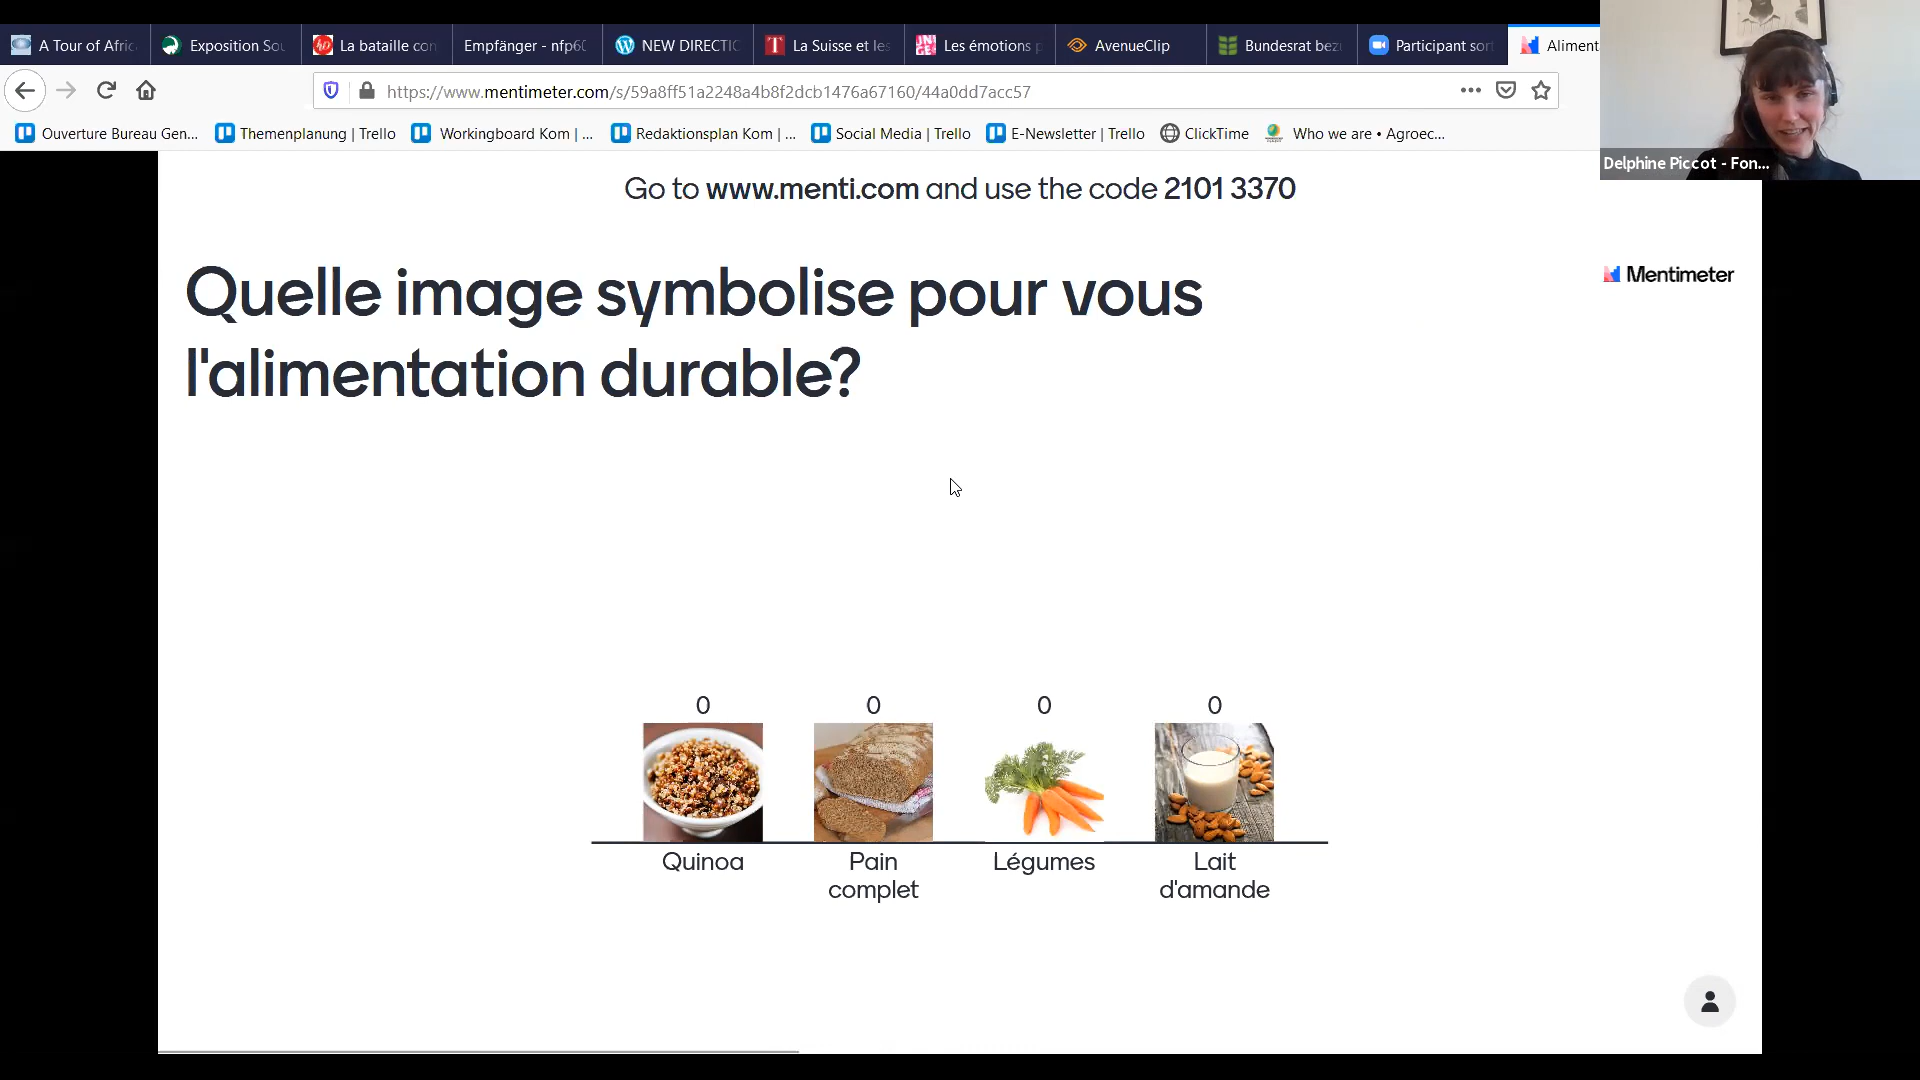 A Tour of Afric
Exposition Sou
La bataille con
Empfänger - nfp60
NEW DIRECTIC
La Suisse et les
Les émotions p
AvenueClip
Bundesrat bez
Participant sort
Aliment
https://www.mentimeter.com/s/59a8ff51a2248a4b8f2dcb1476a67160/44a0dd7acc57
Ouverture Bureau Gen...
Themenplanung | Trello
Workingboard Kom | ...
Redaktionsplan Kom | ...
Social Media | Trello
E-Newsletter | Trello
ClickTime
Who we are • Agroec...
Delphine Piccot - Fon...
Go to www.menti.com and use the code 2101 3370
Mentimeter
Quelle image symbolise pour vous
l'alimentation durable?
0 0 0 0
Quinoa
Pain
complet
Légumes
Lait
d'amande